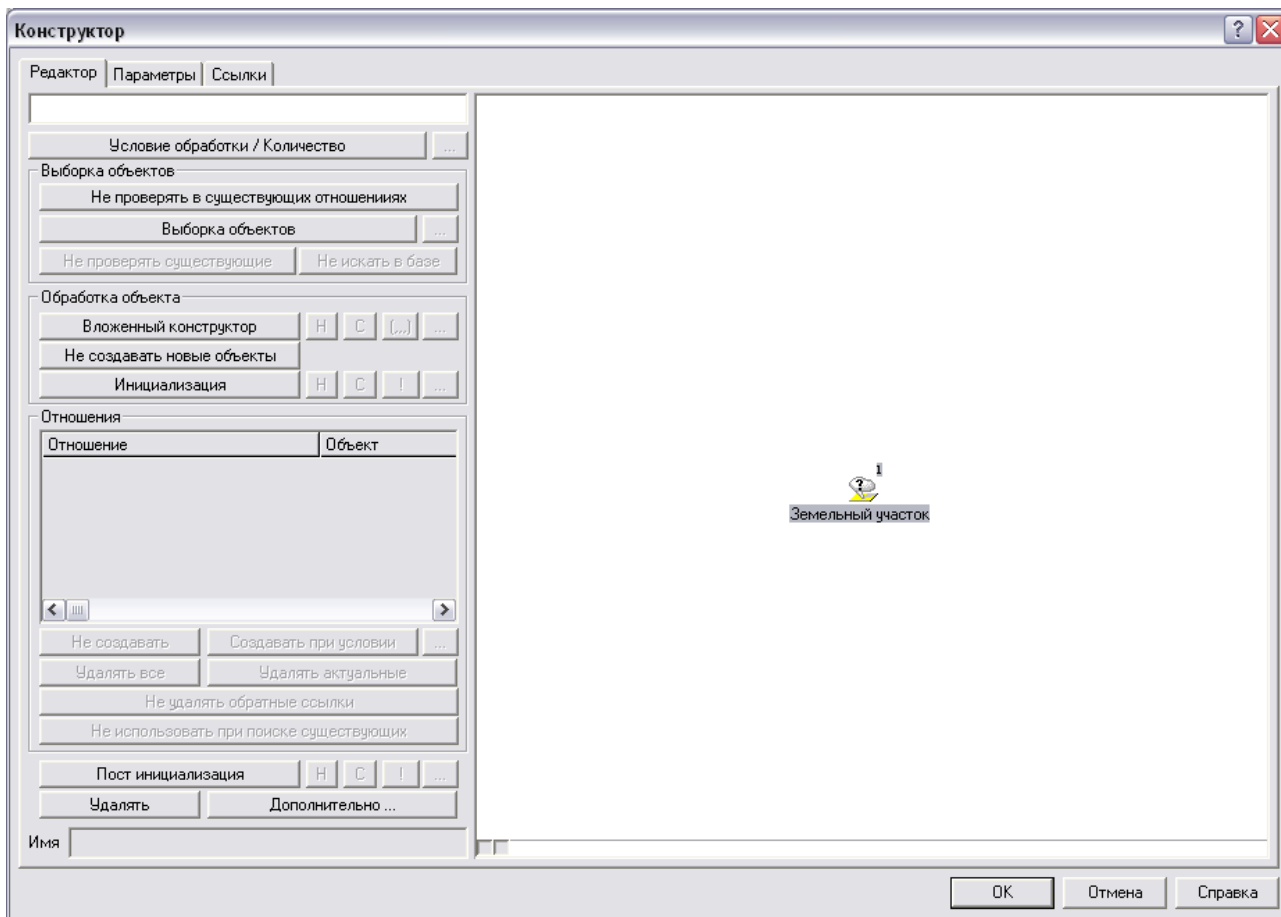 Конструктор
?
Редактор
Параметры
Ссылки
Условие обработки / Количество
...
Выборка объектов
Не проверять в существующих отношенииях
Выборка объектов
...
Не проверять существующие
Не искать в базе
Обработка объекта
Вложенный конструктор
Н
С
(,,,)
...
Не создавать новые объекты
Инициализация
Н
С
!
...
Отношения
Отношение
Объект
Не создавать
Создавать при условии
...
Удалять все
Удалять актуальные
Не удалять обратные ссылки
Не использовать при поиске существующих
Пост инициализация
Н
С
!
...
Удалять
Дополнительно ...
Имя
1
?
Земельный участок
OK
Отмена
Справка